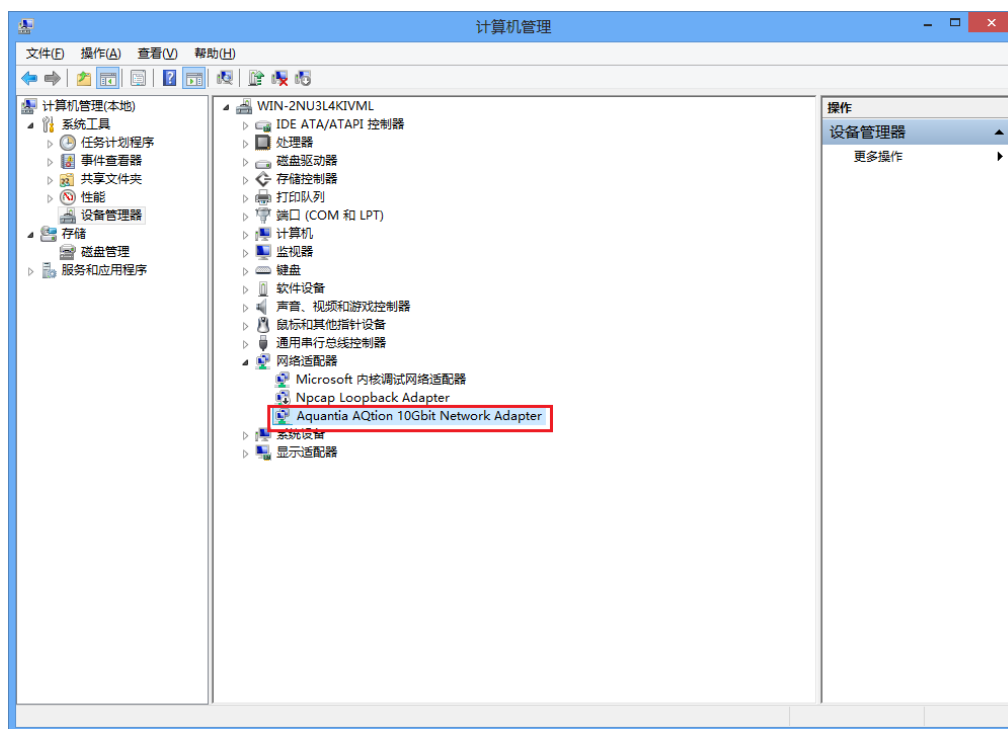 计算机管理
文件(F) 操作(A) 查看(V) 帮助(H)
计算机管理(本地)
系统工具
任务计划程序
事件查看器
共享文件夹
性能
设备管理器
存储
磁盘管理
服务和应用程序
WIN-2NU3L4KIVML
IDE ATA/ATAPI 控制器
处理器
磁盘驱动器
存储控制器
打印队列
端口 (COM 和 LPT)
计算机
监视器
键盘
软件设备
声音、视频和游戏控制器
鼠标和其他指针设备
通用串行总线控制器
网络适配器
Microsoft 内核调试网络适配器
Npcap Loopback Adapter
Aquantia AQtion 10Gbit Network Adapter
系统设备
显示适配器
操作
设备管理器
更多操作